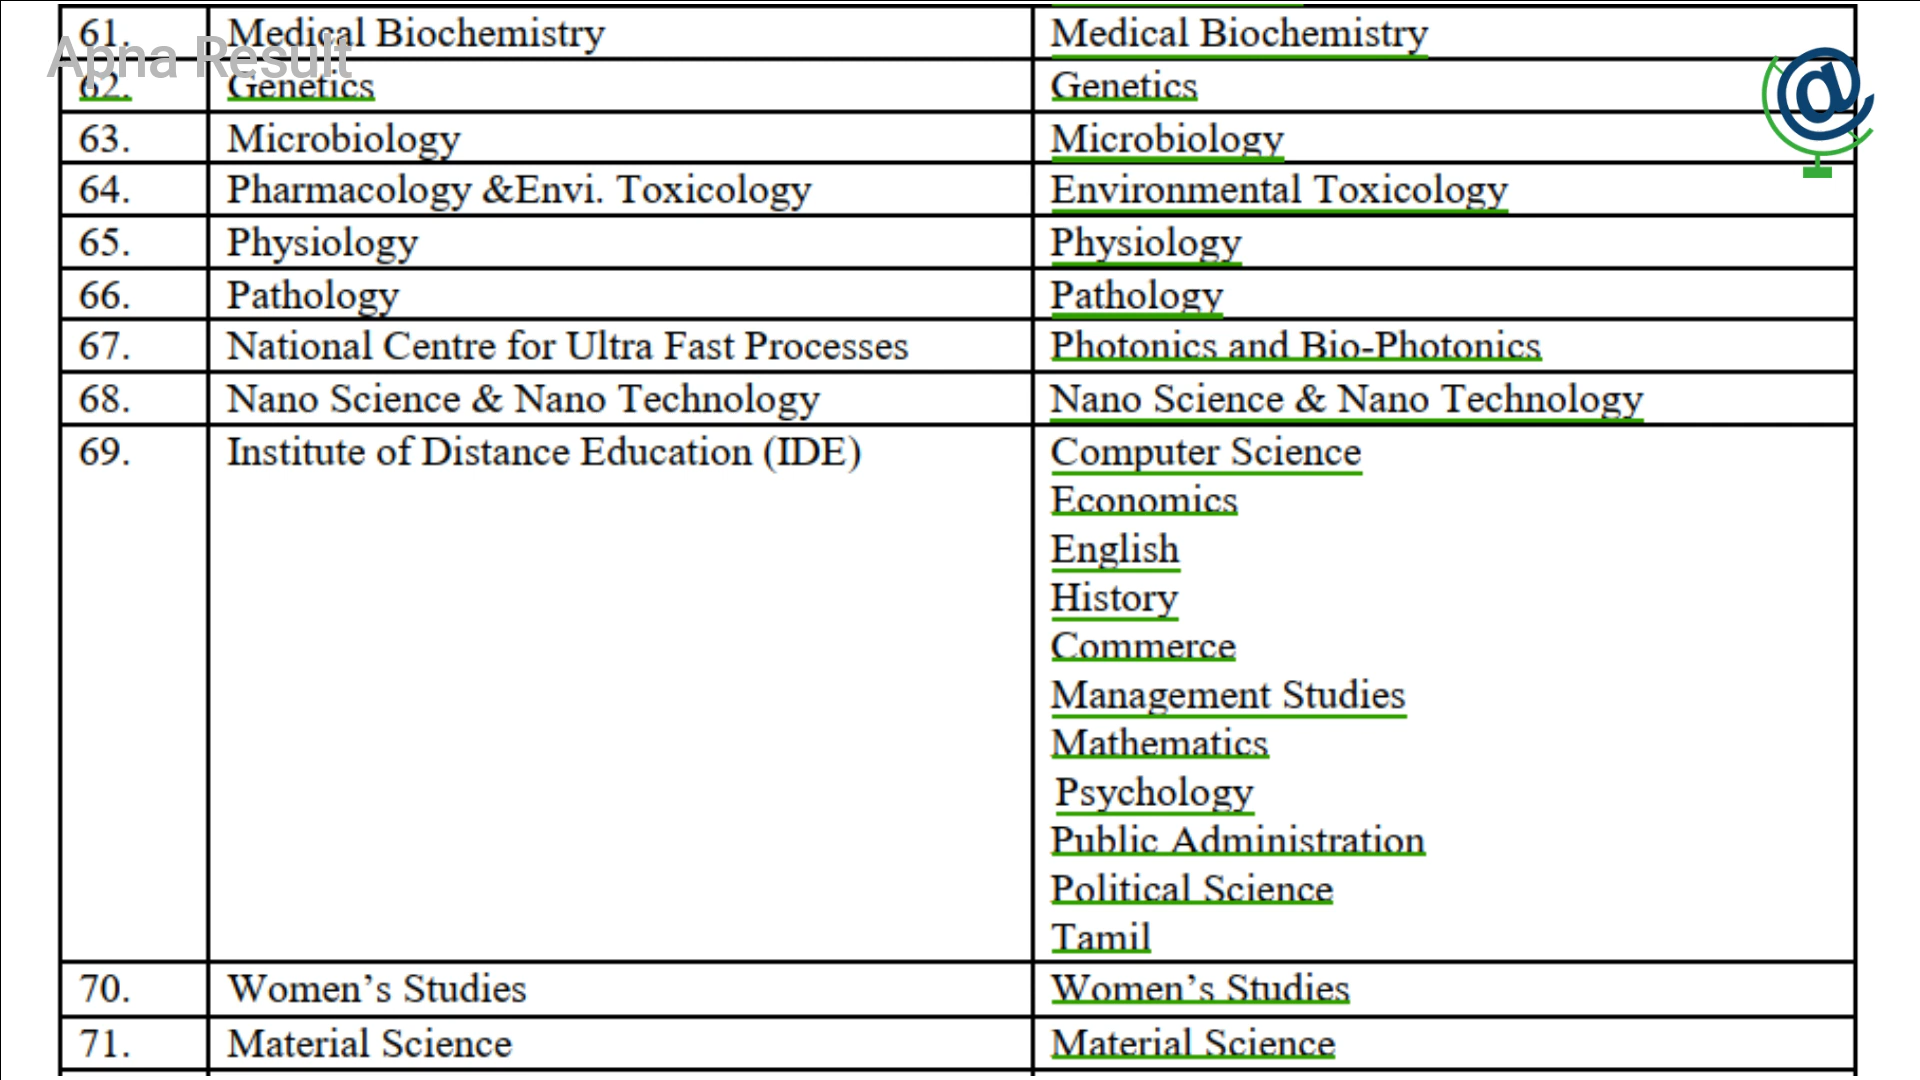 Apna Result
61. Medical Biochemistry Medical Biochemistry
62. Genetics Genetics
63. Microbiology Microbiology
64. Pharmacology &Envi. Toxicology Environmental Toxicology
65. Physiology Physiology
66. Pathology Pathology
67. National Centre for Ultra Fast Processes Photonics and Bio-Photonics
68. Nano Science & Nano Technology Nano Science & Nano Technology
69. Institute of Distance Education (IDE) Computer Science
Economics
English
History
Commerce
Management Studies
Mathematics
Psychology
Public Administration
Political Science
Tamil
70. Women’s Studies Women’s Studies
71. Material Science Material Science